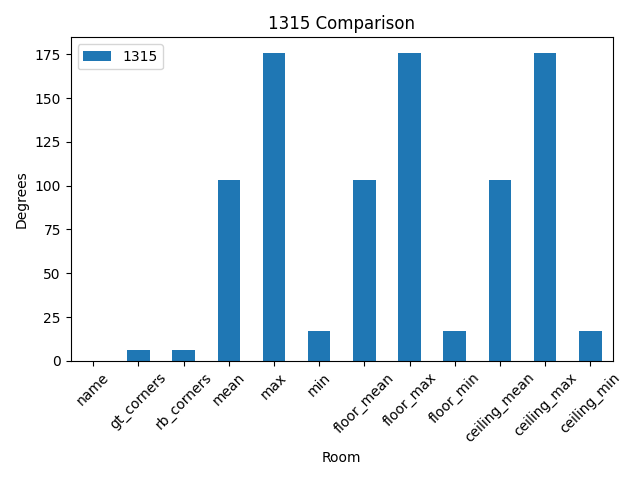 1315 Comparison
1315
Degrees
175
150
125
100
75
50
25
0
name
gt_corners
rb_corners
mean
max
min
floor_mean
floor_max
floor_min
ceiling_mean
ceiling_max
ceiling_min
Room